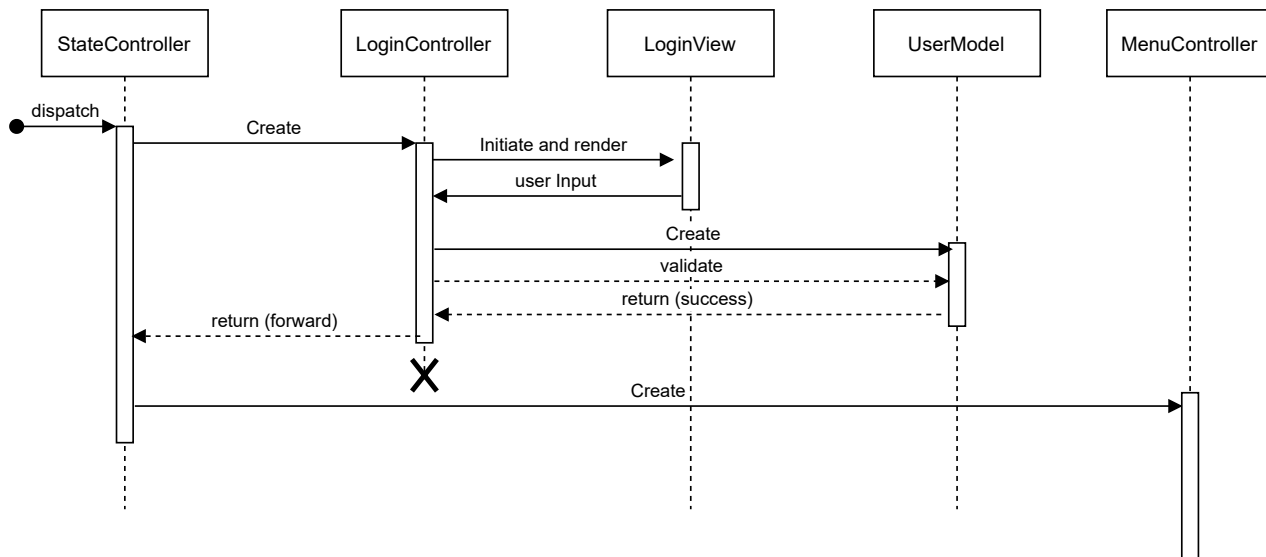 StateController
LoginController
LoginView
UserModel
MenuController
dispatch
Create
Initiate and render
user Input
Create
validate
return (success)
return (forward)
Create